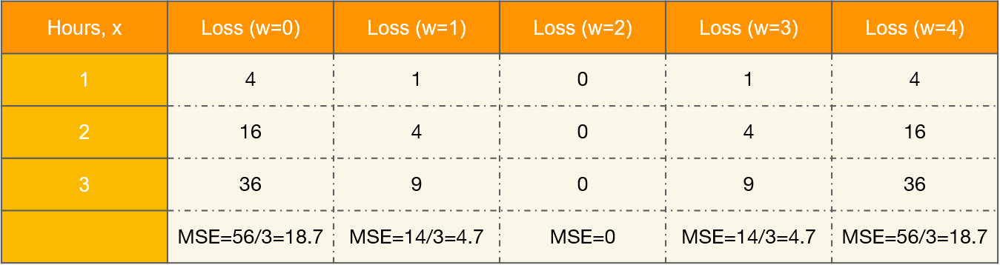 Hours, x Loss (w=0) Loss (w=1) Loss (w=2) Loss (w=3) Loss (w=4)
1 4 1 0 1 4
2 16 4 0 4 16
3 36 9 0 9 36
MSE=56/3=18.7 MSE=14/3=4.7 MSE=0 MSE=14/3=4.7 MSE=56/3=18.7